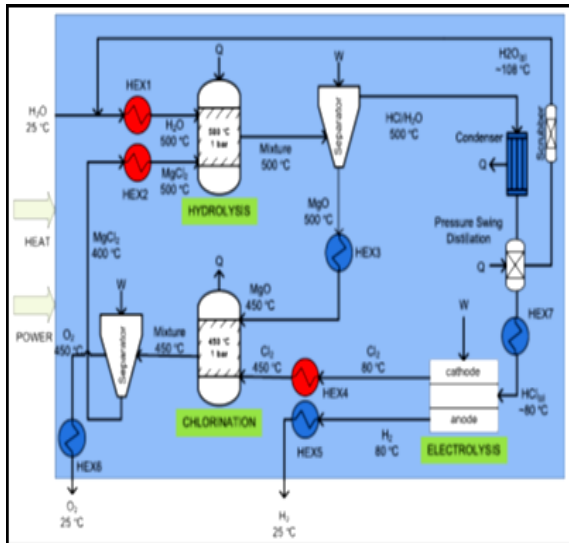 H2O(g)
~108 °C
HEX1
Q
W
H2O
25 °C
H2O
500 °C
500 °C
1 bar
Separator
HCl/H2O
500 °C
Condenser
Scrubber
Mixture
500 °C
Q
MgCl2
500 °C
HEX2
HYDROLYSIS
MgO
500 °C
Pressure Swing
Distillation
HEAT
MgCl2
400 °C
Q
HEX3
Q
W
MgO
450 °C
HEX7
POWER
O2
450 °C
Mixture
450 °C
450 °C
1 bar
W
Separator
Cl2
450 °C
Cl2
80 °C
cathode
HEX4
HCl(g)
~80 °C
anode
CHLORINATION
H2
80 °C
HEX5
ELECTROLYSIS
HEX6
O2
25 °C
H2
25 °C